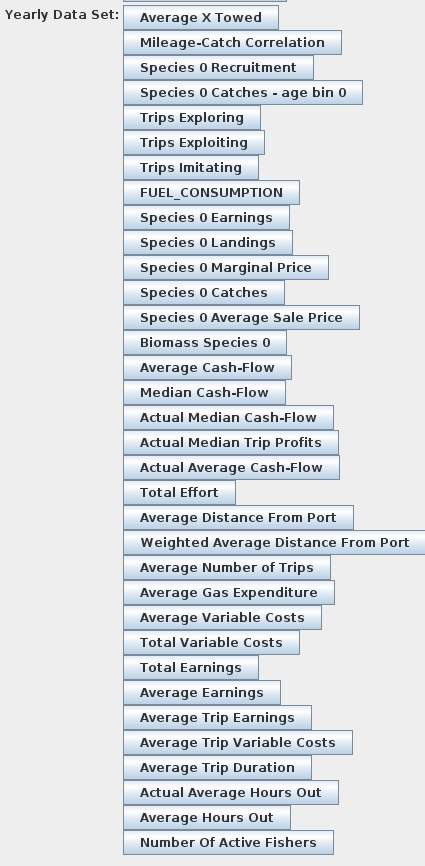 Yearly Data Set:
Average X Towed
Mileage-Catch Correlation
Species 0 Recruitment
Species 0 Catches - age bin 0
Trips Exploring
Trips Exploiting
Trips Imitating
FUEL_CONSUMPTION
Species 0 Earnings
Species 0 Landings
Species 0 Marginal Price
Species 0 Catches
Species 0 Average Sale Price
Biomass Species 0
Average Cash-Flow
Median Cash-Flow
Actual Median Cash-Flow
Actual Median Trip Profits
Actual Average Cash-Flow
Total Effort
Average Distance From Port
Weighted Average Distance From Port
Average Number of Trips
Average Gas Expenditure
Average Variable Costs
Total Variable Costs
Total Earnings
Average Earnings
Average Trip Earnings
Average Trip Variable Costs
Average Trip Duration
Actual Average Hours Out
Average Hours Out
Number Of Active Fishers